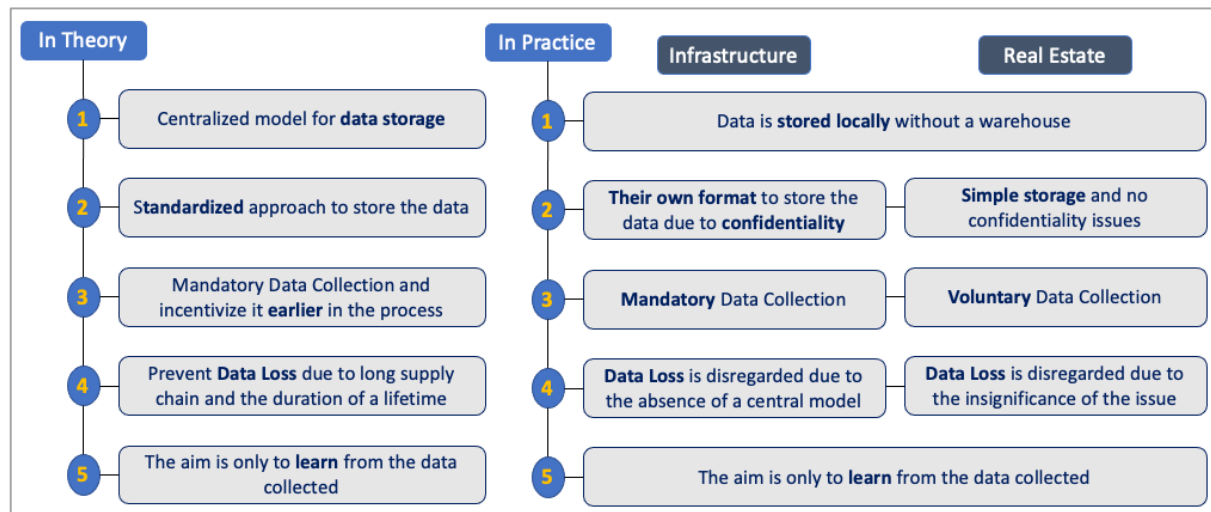 In Theory
1
Centralized model for data storage
2
Standardized approach to store the data
3
Mandatory Data Collection and
incentivize it earlier in the process
4
Prevent Data Loss due to long supply
chain and the duration of a lifetime
5
The aim is only to learn from the data
collected
In Practice
Infrastructure
Real Estate
1
Data is stored locally without a warehouse
2
Their own format to store the
data due to confidentiality
Simple storage and no
confidentiality issues
3
Mandatory Data Collection
Voluntary Data Collection
4
Data Loss is disregarded due to
the absence of a central model
Data Loss is disregarded due to
the insignificance of the issue
5
The aim is only to learn from the data collected